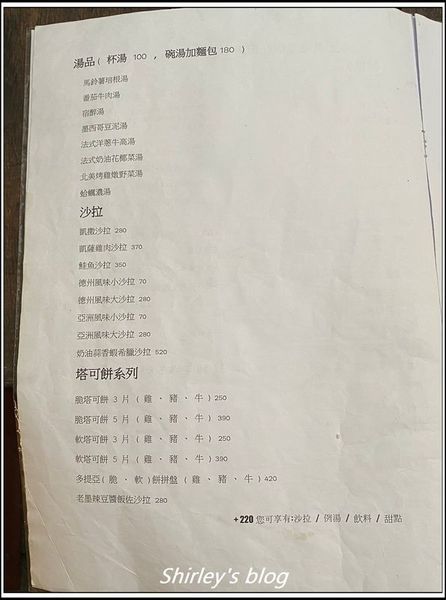 湯品( 杯湯 100 , 碗湯加麵包 180 )
馬鈴薯培根湯
番茄牛肉湯
宿醉湯
墨西哥豆泥湯
法式洋蔥牛高湯
法式奶油花椰菜湯
北美烤雞燉野菜湯
蛤蠣濃湯
沙拉
凱撒沙拉 280
凱薩雞肉沙拉 370
鮭魚沙拉 350
德州風味小沙拉 70
德州風味大沙拉 280
亞洲風味小沙拉 70
亞洲風味大沙拉 280
奶油蒜香蝦希臘沙拉 520
塔可餅系列
脆塔可餅 3 片 ( 雞 、 豬 、 牛 ) 250
脆塔可餅 5 片 ( 雞 、 豬 、 牛 ) 390
軟塔可餅 3 片 ( 雞 、 豬 、 牛 ) 250
軟塔可餅 5 片 ( 雞 、 豬 、 牛 ) 390
多提亞( 脆 、 軟 )餅拼盤 ( 雞 、 豬 、 牛 ) 420
老墨辣豆醬飯佐沙拉 280
+220 您可享有:沙拉 / 例湯 / 飲料 / 甜點
Shirley's blog